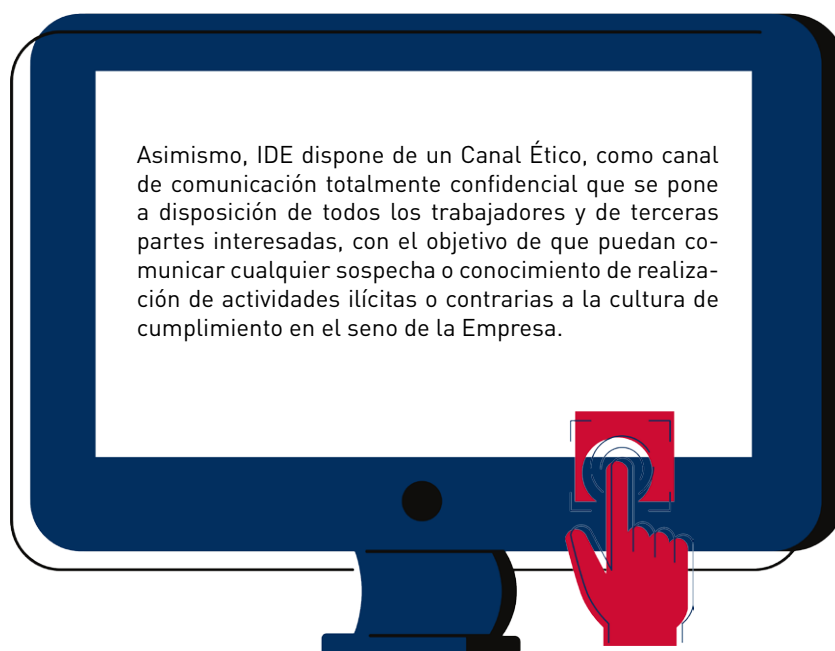 Asimismo, IDE dispone de un Canal Ético, como canal
de comunicación totalmente confidencial que se pone
a disposición de todos los trabajadores y de terceras
partes interesadas, con el objetivo de que puedan co-
municar cualquier sospecha o conocimiento de realiza-
ción de actividades ilícitas o contrarias a la cultura de
cumplimiento en el seno de la Empresa.